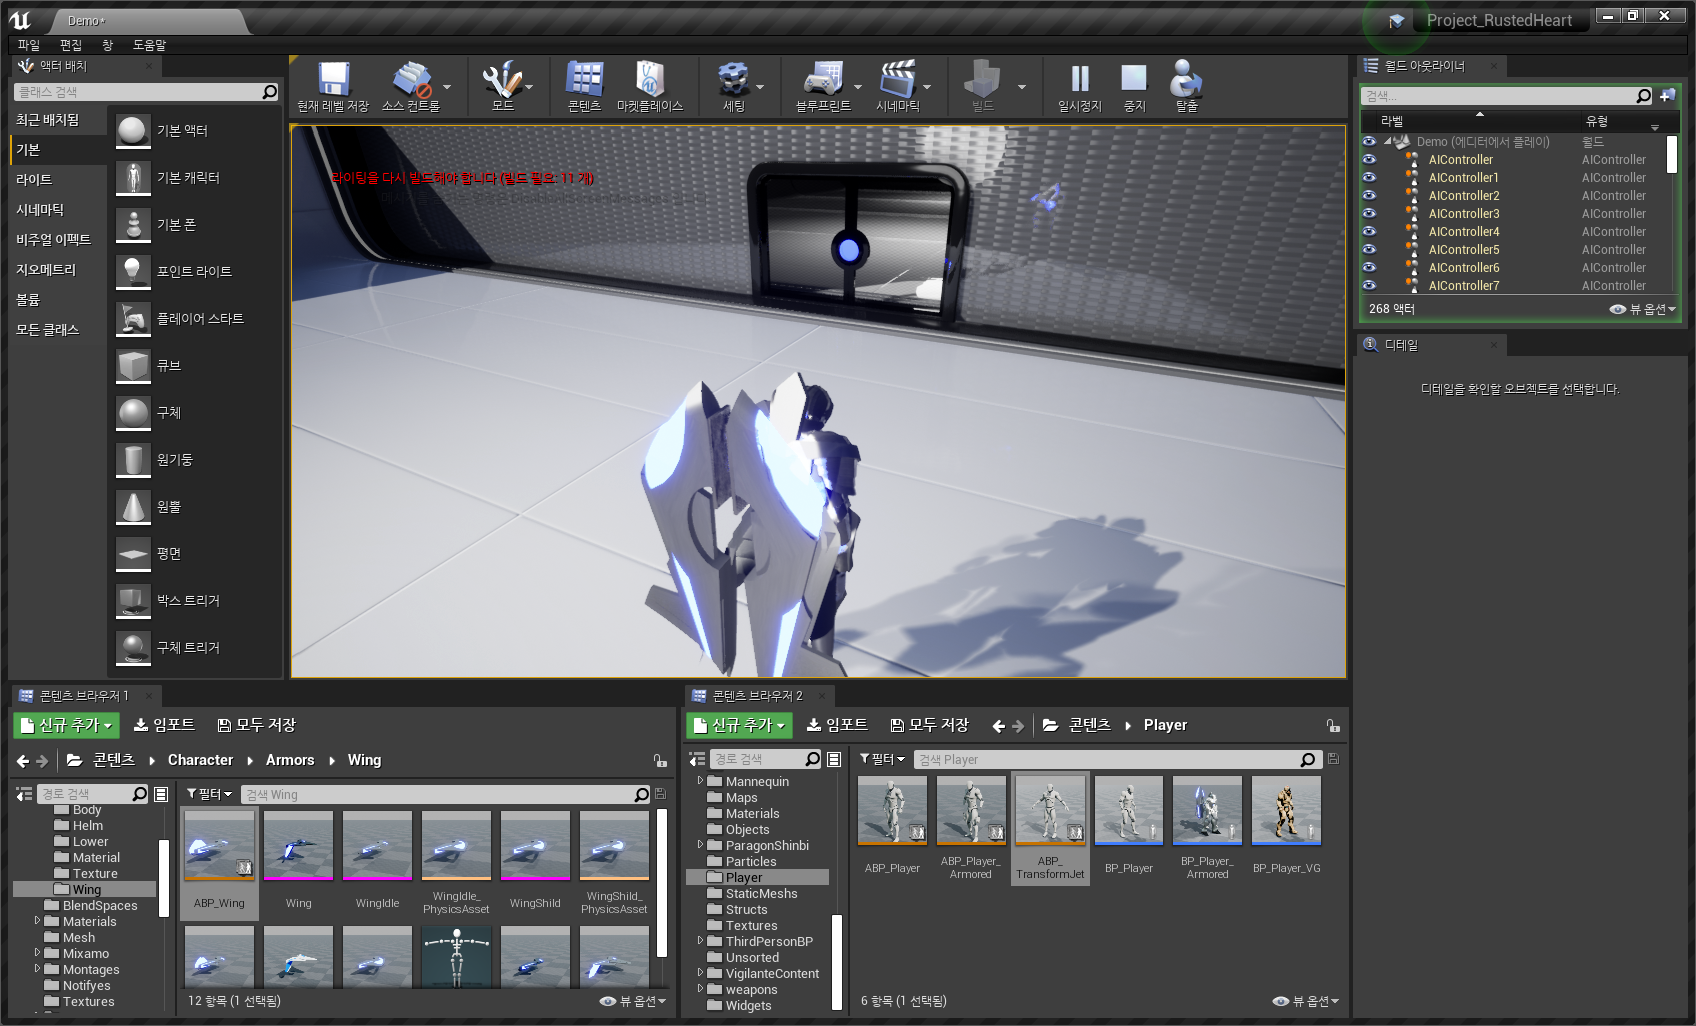 Demo*
Project_RustedHeart
파일 편집 창 도움말
액터 배치
클래스 검색
최근 배치됨
기본
라이트
시네마틱
비주얼 이펙트
지오메트리
볼륨
모든 클래스
기본 액터
기본 캐릭터
기본 폰
포인트 라이트
플레이어 스타트
큐브
구체
원기둥
원뿔
평면
박스 트리거
구체 트리거
현재 레벨 저장 소스 컨트롤 모드 콘텐츠 마켓플레이스 세팅 블루프린트 시네마틱 빌드 일시정지 중지 탈출
라이팅을 다시 빌드해야 합니다 (빌드 필요: 11 개)
월드 아웃라이너
검색...
라벨 유형
Demo (에디터에서 플레이) 월드
AIController AIController
AIController1 AIController
AIController2 AIController
AIController3 AIController
AIController4 AIController
AIController5 AIController
AIController6 AIController
AIController7 AIController
268 액터 뷰 옵션
디테일
디테일을 확인할 오브젝트를 선택합니다.
콘텐츠 브라우저 1
신규 추가 임포트 모두 저장
콘텐츠 Character Armors Wing
경로 검색
Body
Helm
Lower
Material
Texture
Wing
BlendSpaces
Materials
Mesh
Mixamo
Montages
Notifyes
Textures
필터 검색 Wing
ABP_Wing
Wing
WingIdle
WingIdle_
PhysicsAsset
WingShild
WingShild_
PhysicsAsset
12 항목 (1 선택됨) 뷰 옵션
콘텐츠 브라우저 2
신규 추가 임포트 모두 저장 콘텐츠 Player
경로 검색
Mannequin
Maps
Materials
Objects
ParagonShinbi
Particles
Player
StaticMeshs
Structs
Textures
ThirdPersonBP
Unsorted
VigilanteContent
weapons
Widgets
필터 검색 Player
ABP_Player
ABP_Player_
Armored
ABP_
TransformJet
BP_Player
BP_Player_
Armored
BP_Player_VG
6 항목 (1 선택됨) 뷰 옵션